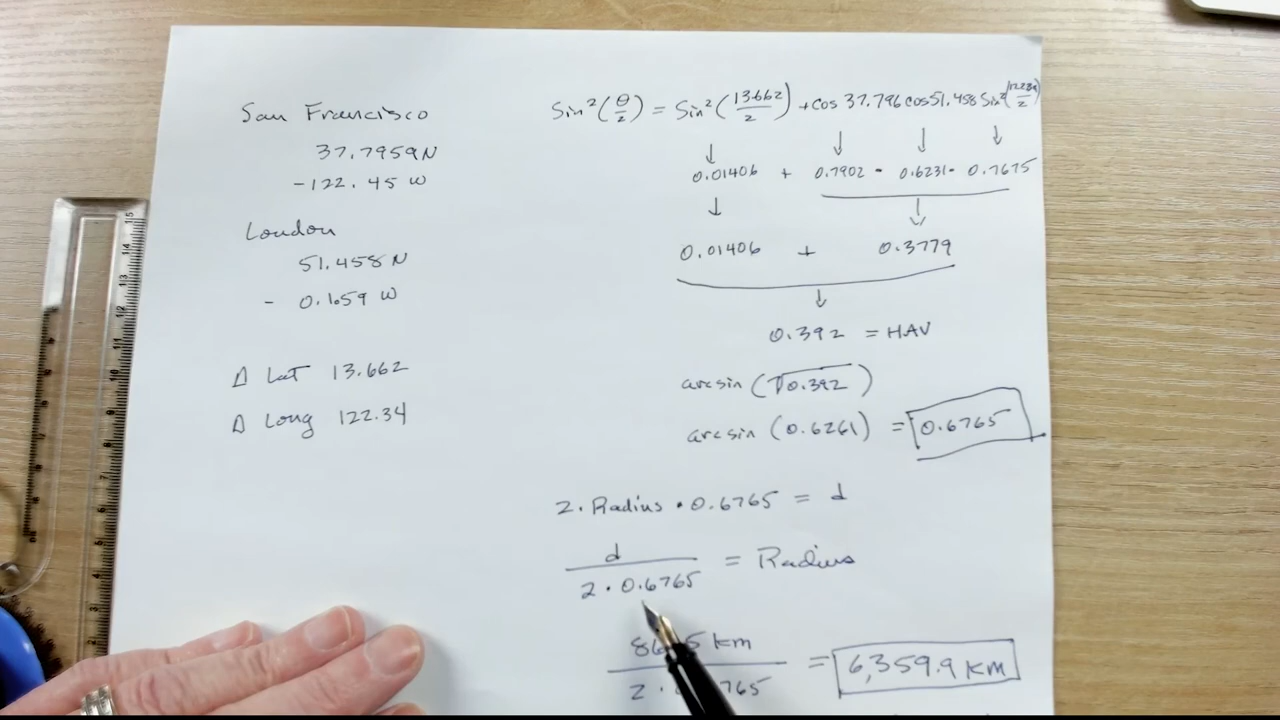 San Francisco
37.7959N
-122.45 W
London
51.458N
- 0.1059 W
Δ Lat 13.662
Δ Long 122.34
Sin²(θ/2) = Sin²(13.662/2) + cos 37.796 cos 51.458 Sin²
↓ ↓ ↓ ↓
0.01406 + 0.7902 • 0.6231 • 0.7675
↓ ↓
0.01406 + 0.3779
↓
0.392 = HAV
arcsin (√0.392)
arcsin (0.6261) = 0.6765
2 • Radius • 0.6765 = d
d / 2 • 0.6765 = Radius
km / 2 • = 6,359.9 KM